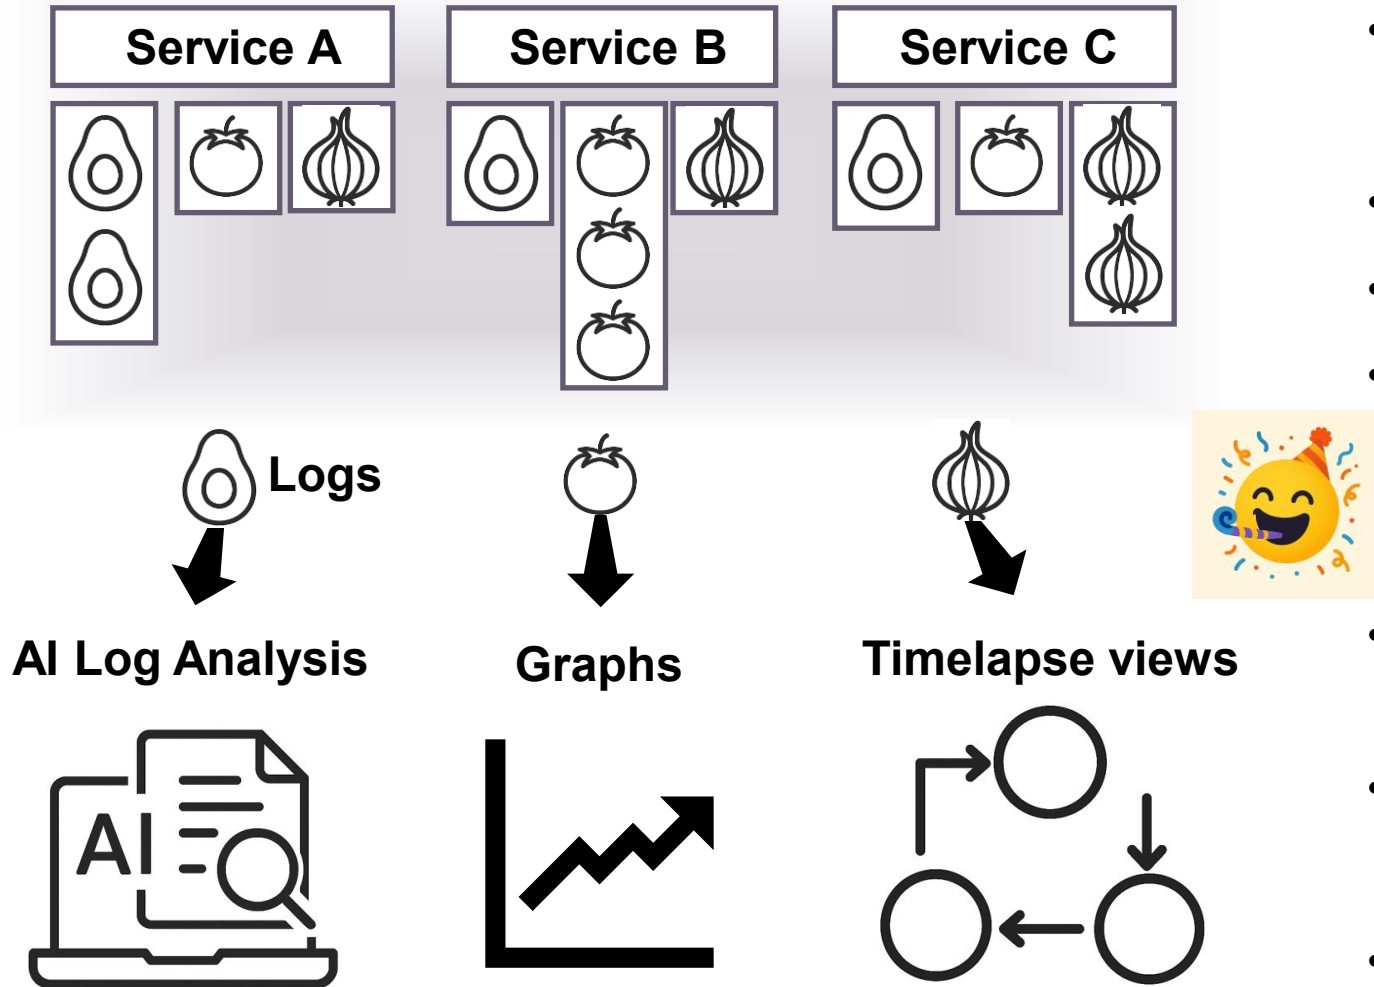 Service A
Service B
Service C
Logs
AI Log Analysis
Graphs
Timelapse views
AI